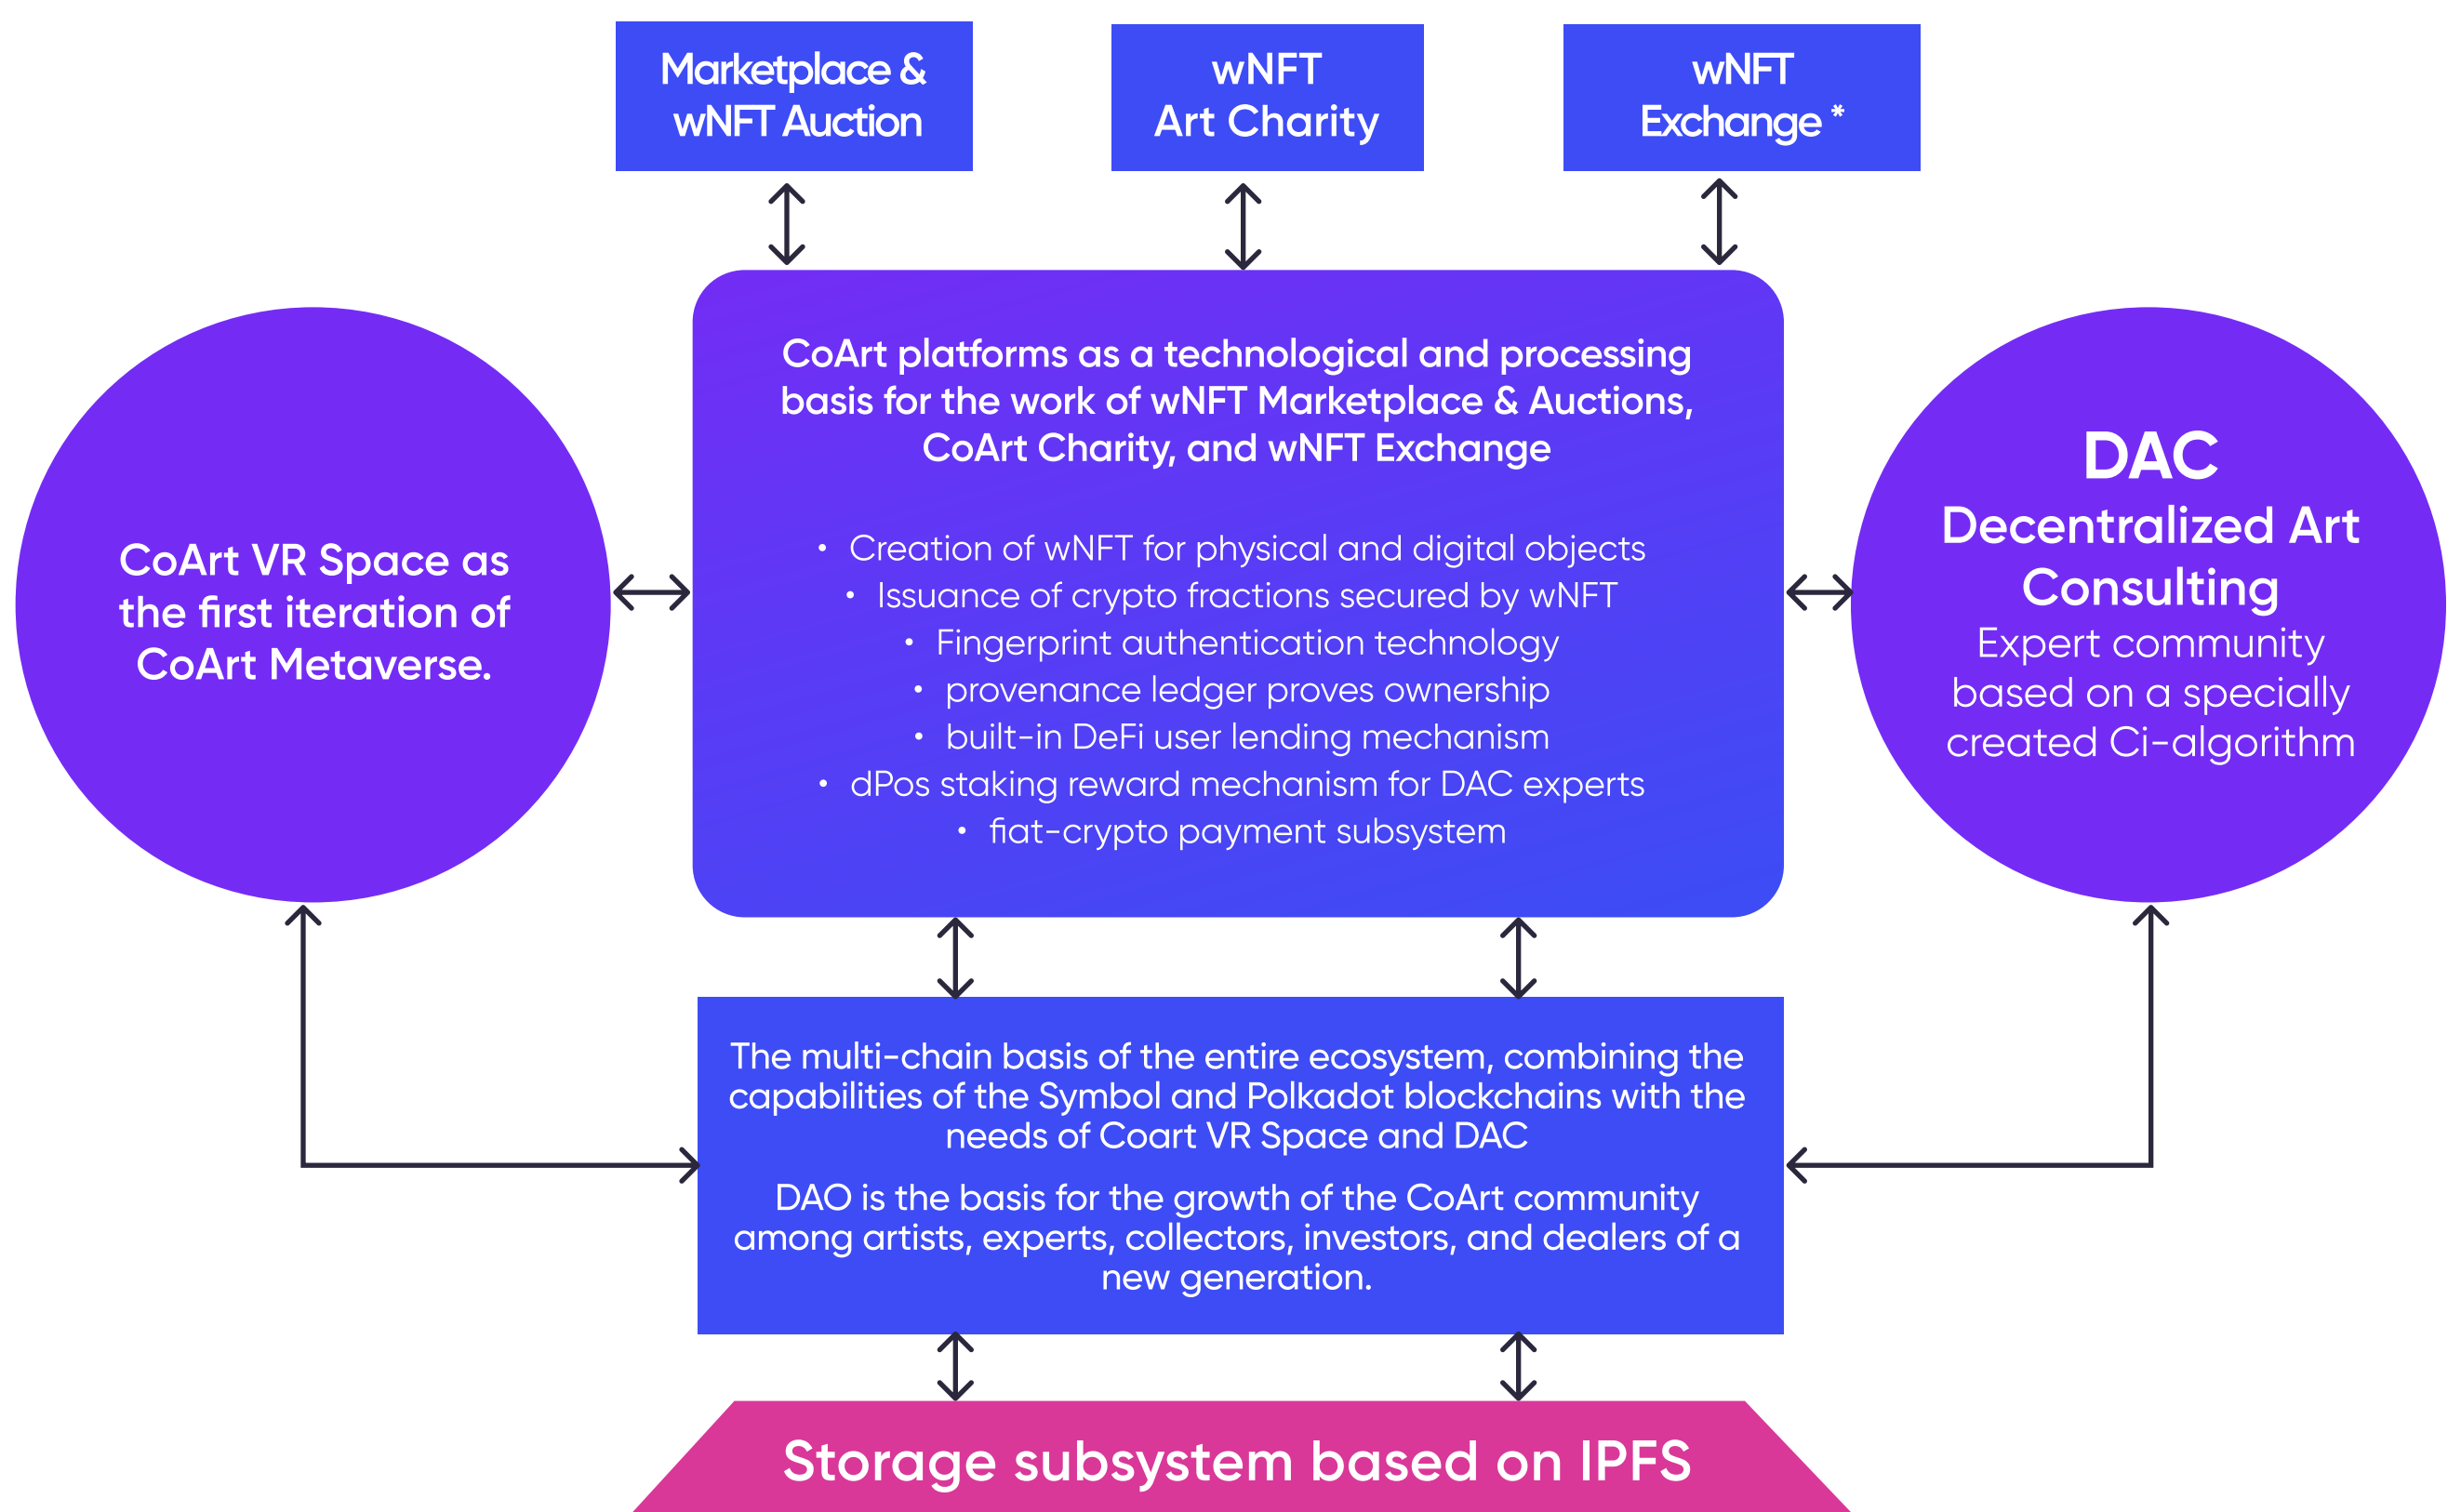 Marketplace &
wNFT Auction
wNFT
Art Charity
wNFT
Exchange *
CoArt platforms as a technological and processing
basis for the work of wNFT Marketplace & Auctions,
CoArt Charity, and wNFT Exchange
• Creation of wNFT for physical and digital objects
• Issuance of crypto fractions secured by wNFT
• Fingerprint authentication technology
• provenance ledger proves ownership
• built-in DeFi user lending mechanism
• dPos staking reward mechanism for DAC experts
• fiat-crypto payment subsystem
CoArt VR Space as
the first iteration of
CoArt Metaverse.
DAC
Decentralized Art
Consulting
Expert community
based on a specially
created Ci-algorithm
The multi-chain basis of the entire ecosystem, combining the
capabilities of the Symbol and Polkadot blockchains with the
needs of Coart VR Space and DAC
DAO is the basis for the growth of the CoArt community
among artists, experts, collectors, investors, and dealers of a
new generation.
Storage subsystem based on IPFS